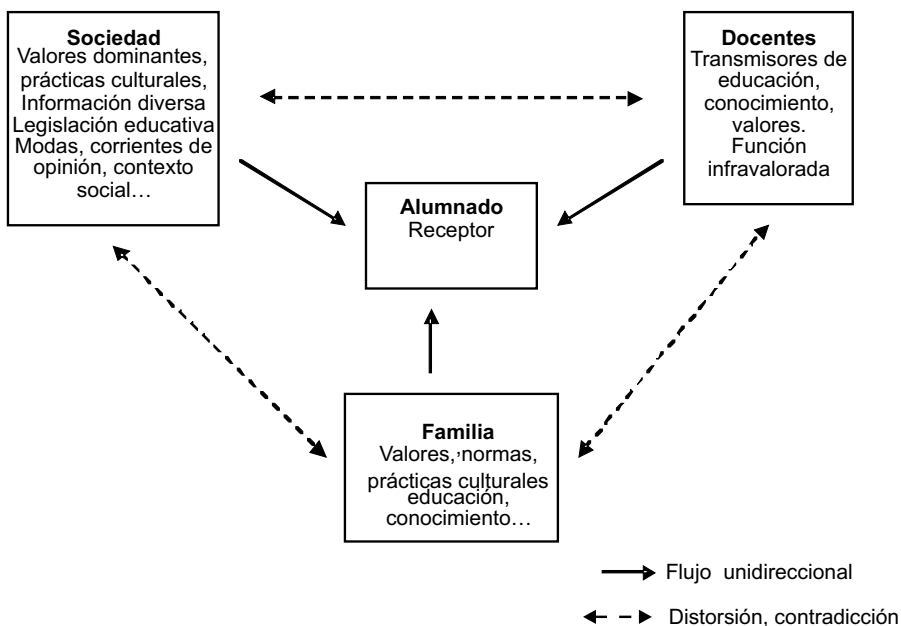 Sociedad
Valores dominantes,
prácticas culturales,
Información diversa
Legislación educativa
Modas, corrientes de
opinión, contexto
social…
Docentes
Transmisores de
educación,
conocimiento,
valores.
Función
infravalorada
Alumnado
Receptor
Familia
Valores, normas,
prácticas culturales
educación,
conocimiento…
Flujo unidireccional
Distorsión, contradicción